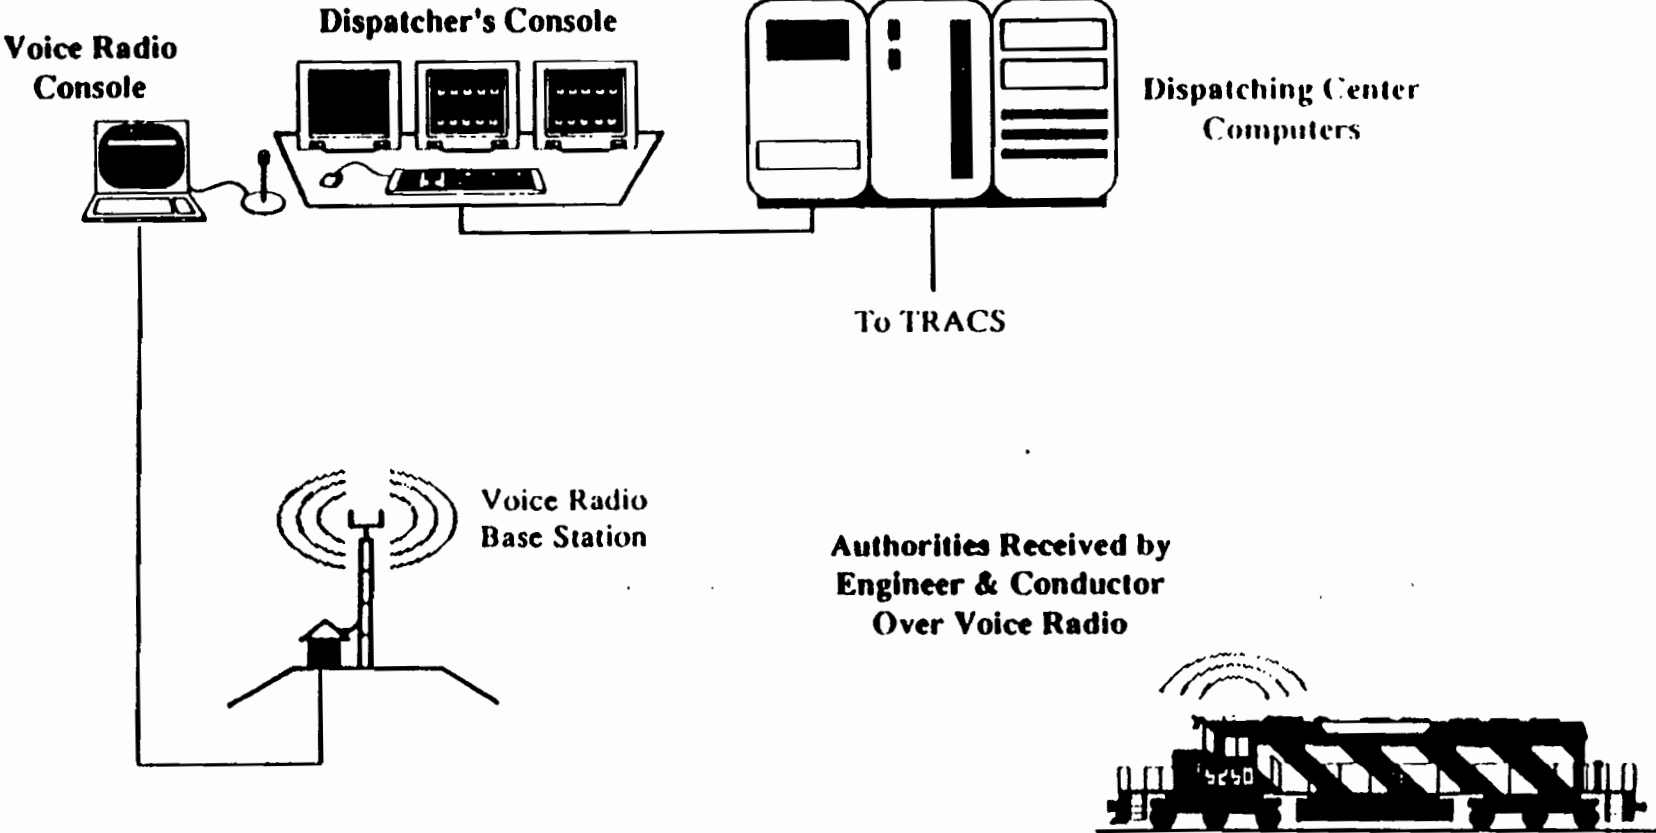 Dispatcher's Console
Voice Radio
Console
Dispatching Center
Computers
To TRACS
Voice Radio
Base Station
Authorities Received by
Engineer & Conductor
Over Voice Radio
5250